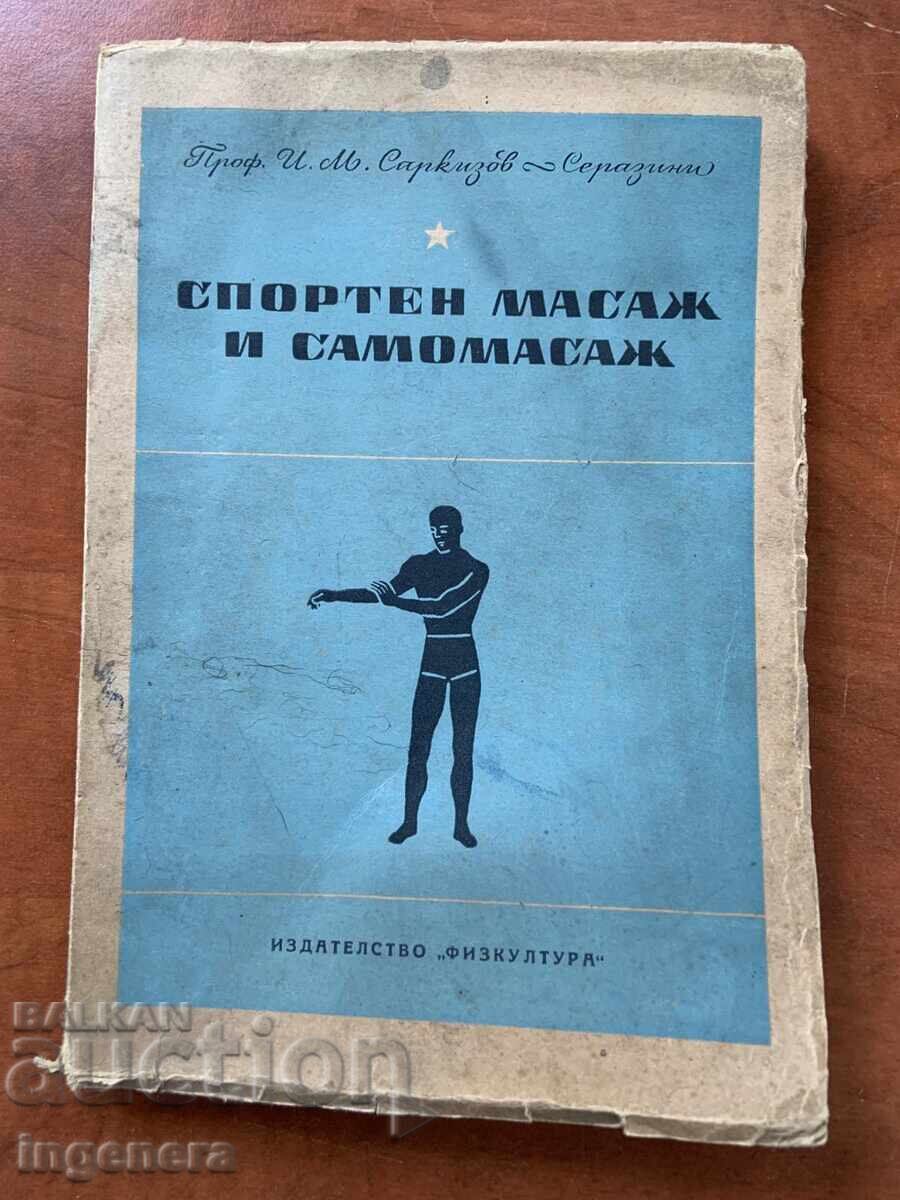 Проф. И. М. Саркизов ~ Серазини
СПОРТЕН МАСАЖ
И САМОМАСАЖ
ИЗДАТЕЛСТВО „ФИЗКУЛТУРА“
BALKAN
auction
ingenera